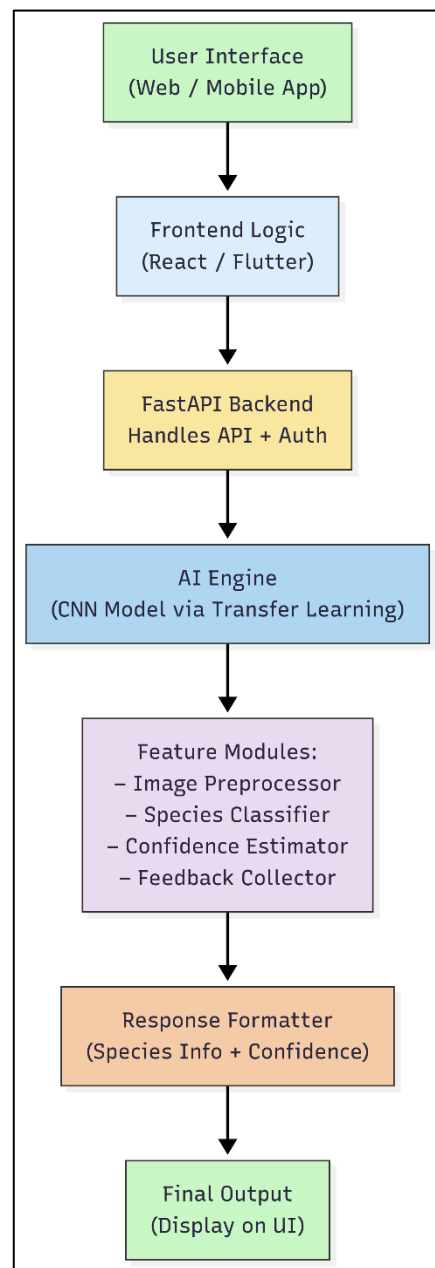 User Interface
(Web / Mobile App)
Frontend Logic
(React / Flutter)
FastAPI Backend
Handles API + Auth
AI Engine
(CNN Model via Transfer Learning)
Feature Modules:
– Image Preprocessor
– Species Classifier
– Confidence Estimator
– Feedback Collector
Response Formatter
(Species Info + Confidence)
Final Output
(Display on UI)